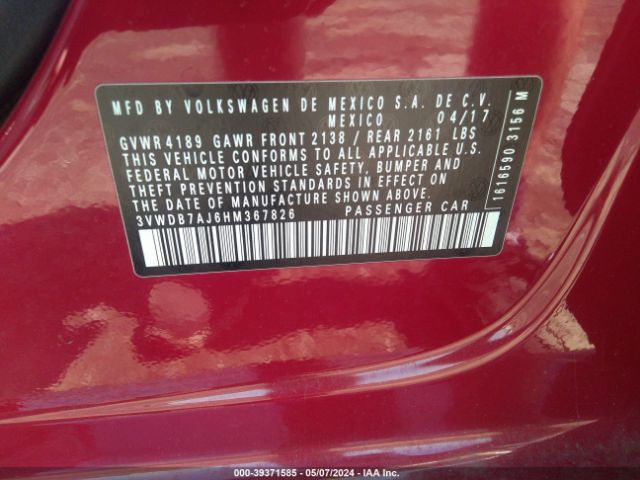 MFD BY VOLKSWAGEN DE MEXICO S.A. DE C.V.
MEXICO 04/17
GVWR 4189 GAWR FRONT 2138 / REAR 2161 LBS
THIS VEHICLE CONFORMS TO ALL APPLICABLE U.S.
FEDERAL MOTOR VEHICLE SAFETY, BUMPER AND
THEFT PREVENTION STANDARDS IN EFFECT ON
THE DATE OF MANUFACTURE SHOWN ABOVE
3VWDB7AJ6HM367826 PASSENGER CAR
1616590 3156 M
000-39371585 - 05/07/2024 - IAA Inc.